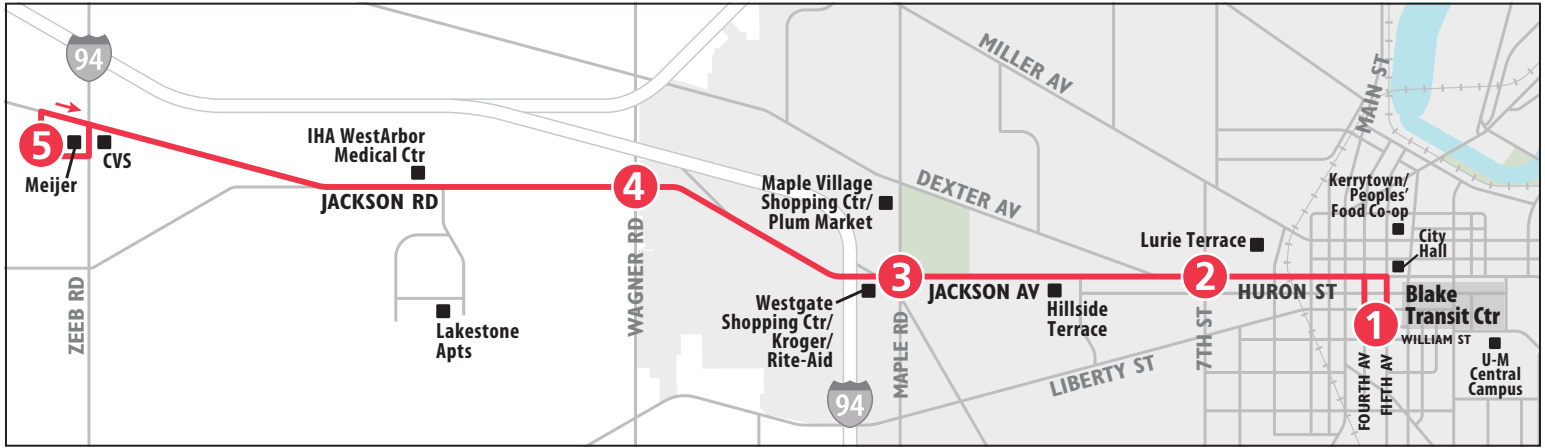 94
5
Meijer
CVS
ZEEB RD
IHA WestArbor
Medical Ctr
JACKSON RD
Lakestone
Apts
4
WAGNER RD
Maple Village
Shopping Ctr/
Plum Market
Westgate
Shopping Ctr/
Kroger/
Rite-Aid
94
3
MAPLE RD
JACKSON AV
DEXTER AV
MILLER AV
Hillside
Terrace
LIBERTY ST
Lurie Terrace
2
7TH ST
HURON ST
MAIN ST
Kerrytown/
Peoples’
Food Co-op
City
Hall
1
Blake
Transit Ctr
WILLIAM ST
FOURTH AV
FIFTH AV
U-M
Central
Campus